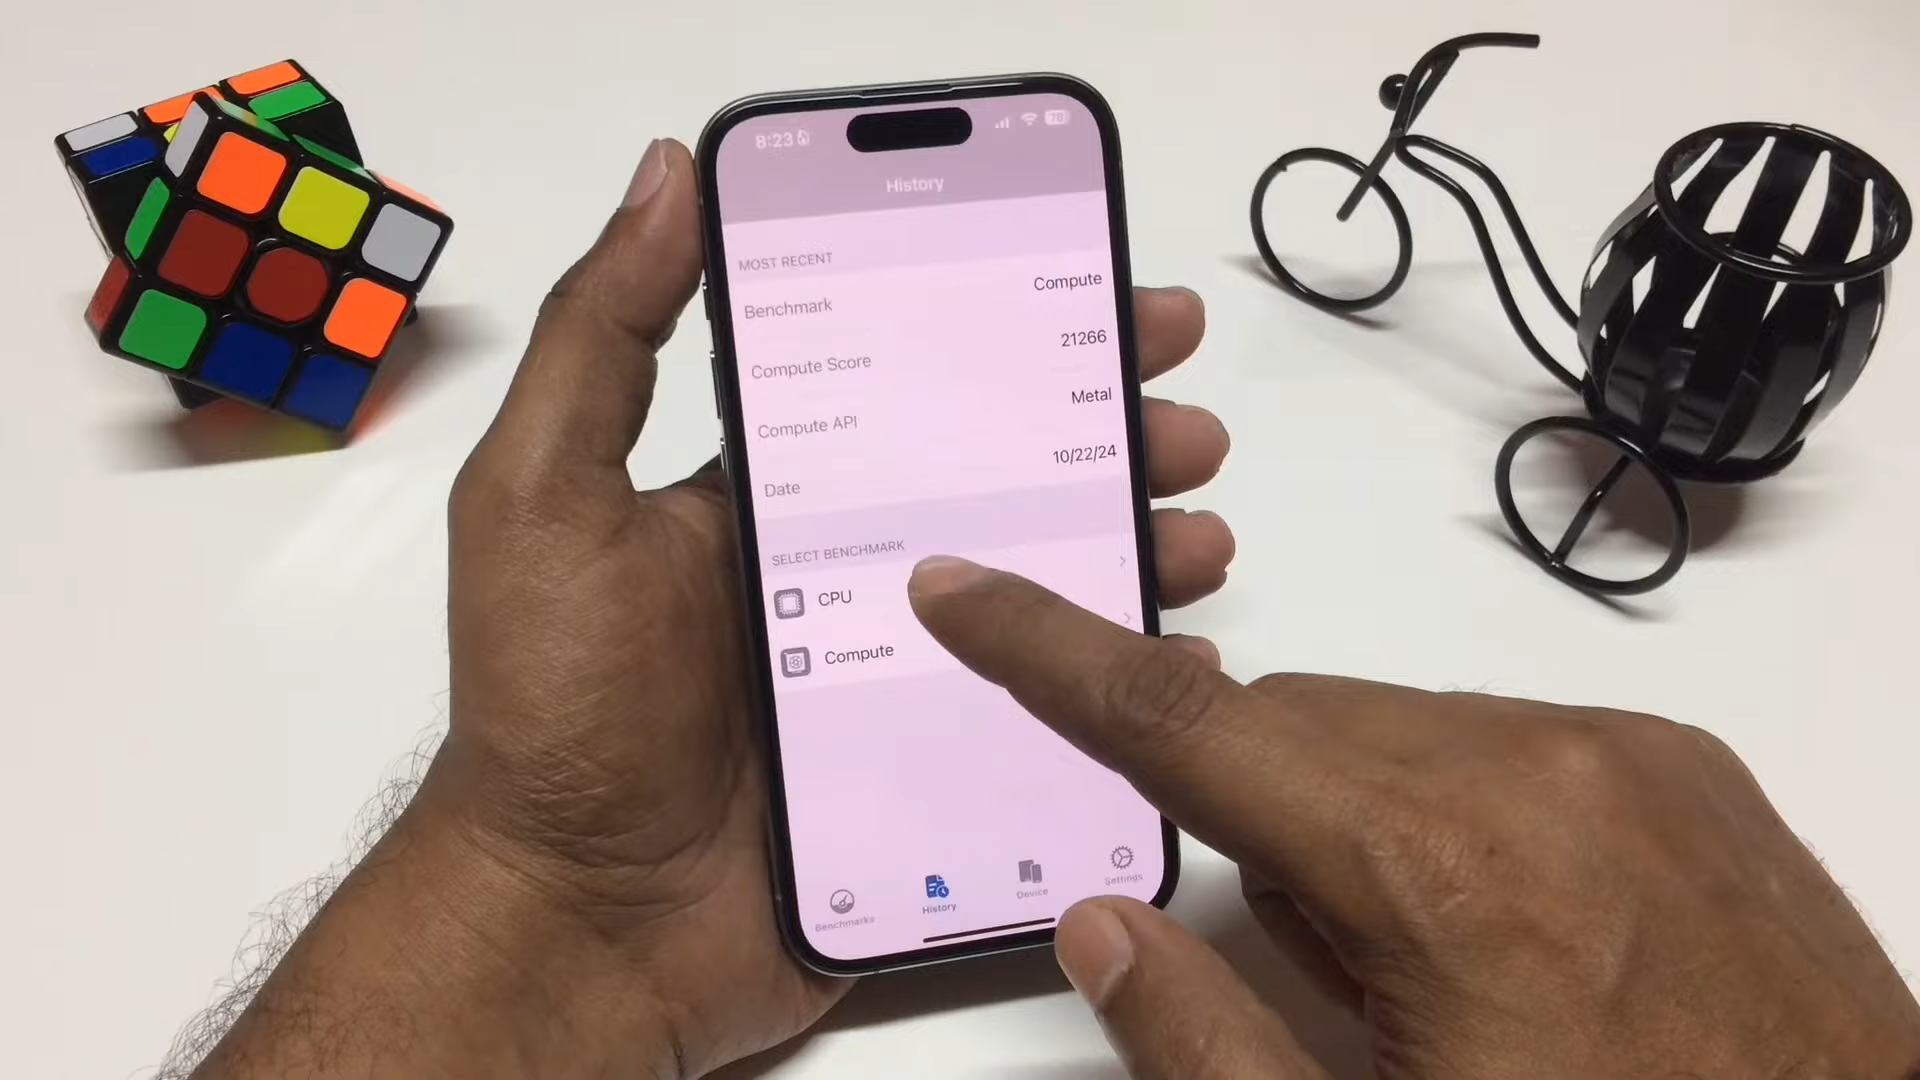 8:23
78
History
MOST RECENT
Benchmark Compute
Compute Score 21266
Compute API Metal
Date 10/22/24
SELECT BENCHMARK
CPU
Compute
Benchmarks History Device Settings